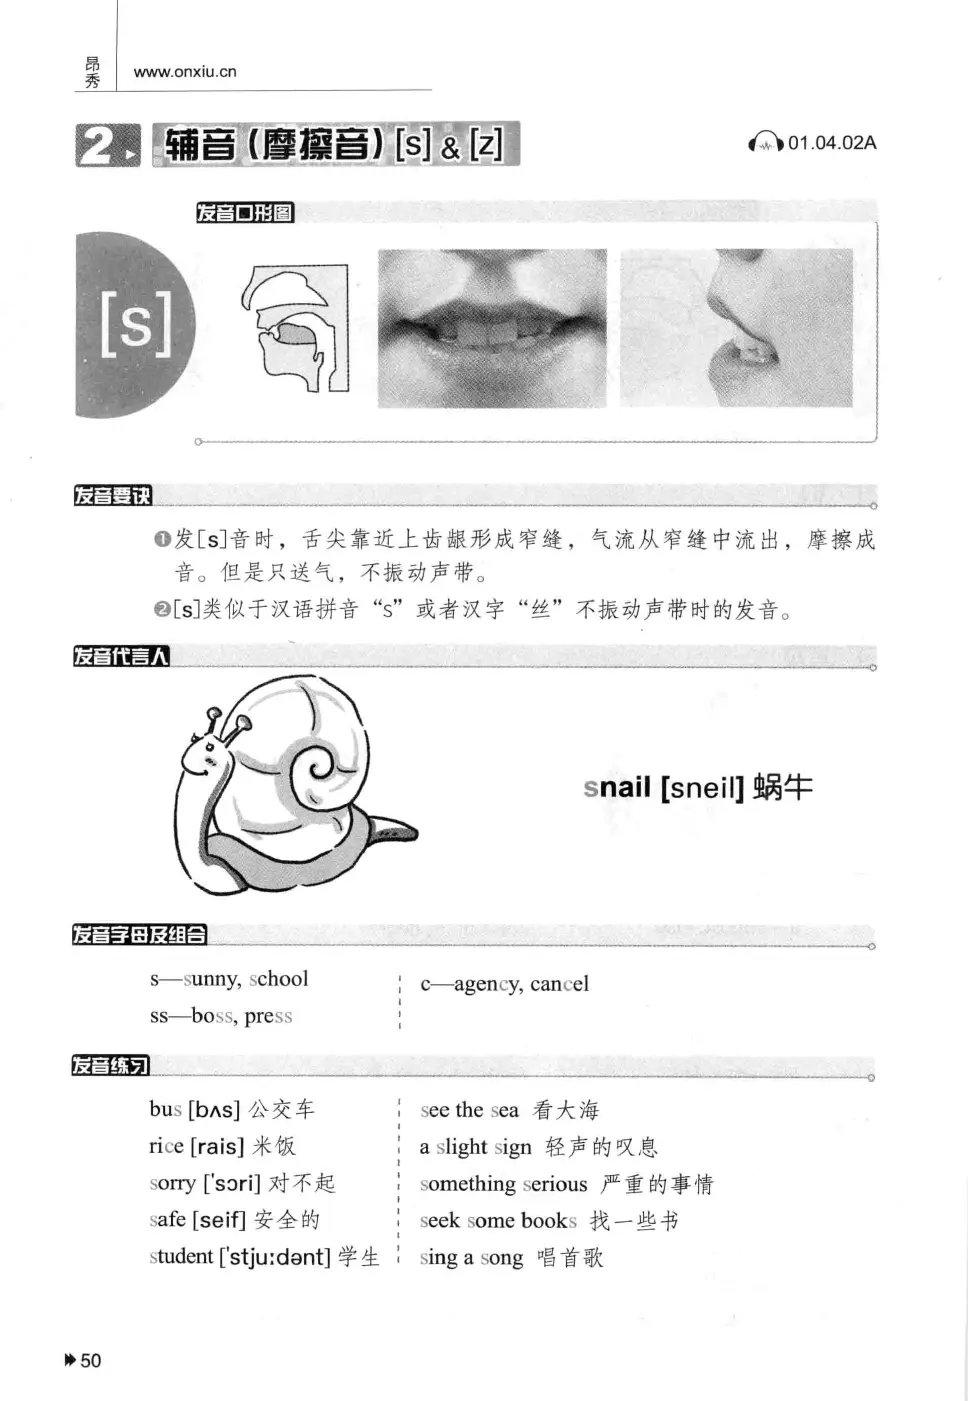 昂秀
www.onxiu.cn
2. 辅音(摩擦音)[s] & [z]
01.04.02A
发音口形图
[s]
发音要诀
❶发[s]音时，舌尖靠近上齿龈形成窄缝，气流从窄缝中流出，摩擦成
音。但是只送气，不振动声带。
❷[s]类似于汉语拼音“s”或者汉字“丝”不振动声带时的发音。
发音代言人
snail [sneil] 蜗牛
发音字母及组合
s—sunny, school
ss—boss, press
c—agency, cancel
发音练习
bus [bʌs] 公交车
rice [rais] 米饭
sorry ['sɔri] 对不起
safe [seif] 安全的
student ['stju:dənt] 学生
see the sea 看大海
a slight sign 轻声的叹息
something serious 严重的事情
seek some books 找一些书
sing a song 唱首歌
50